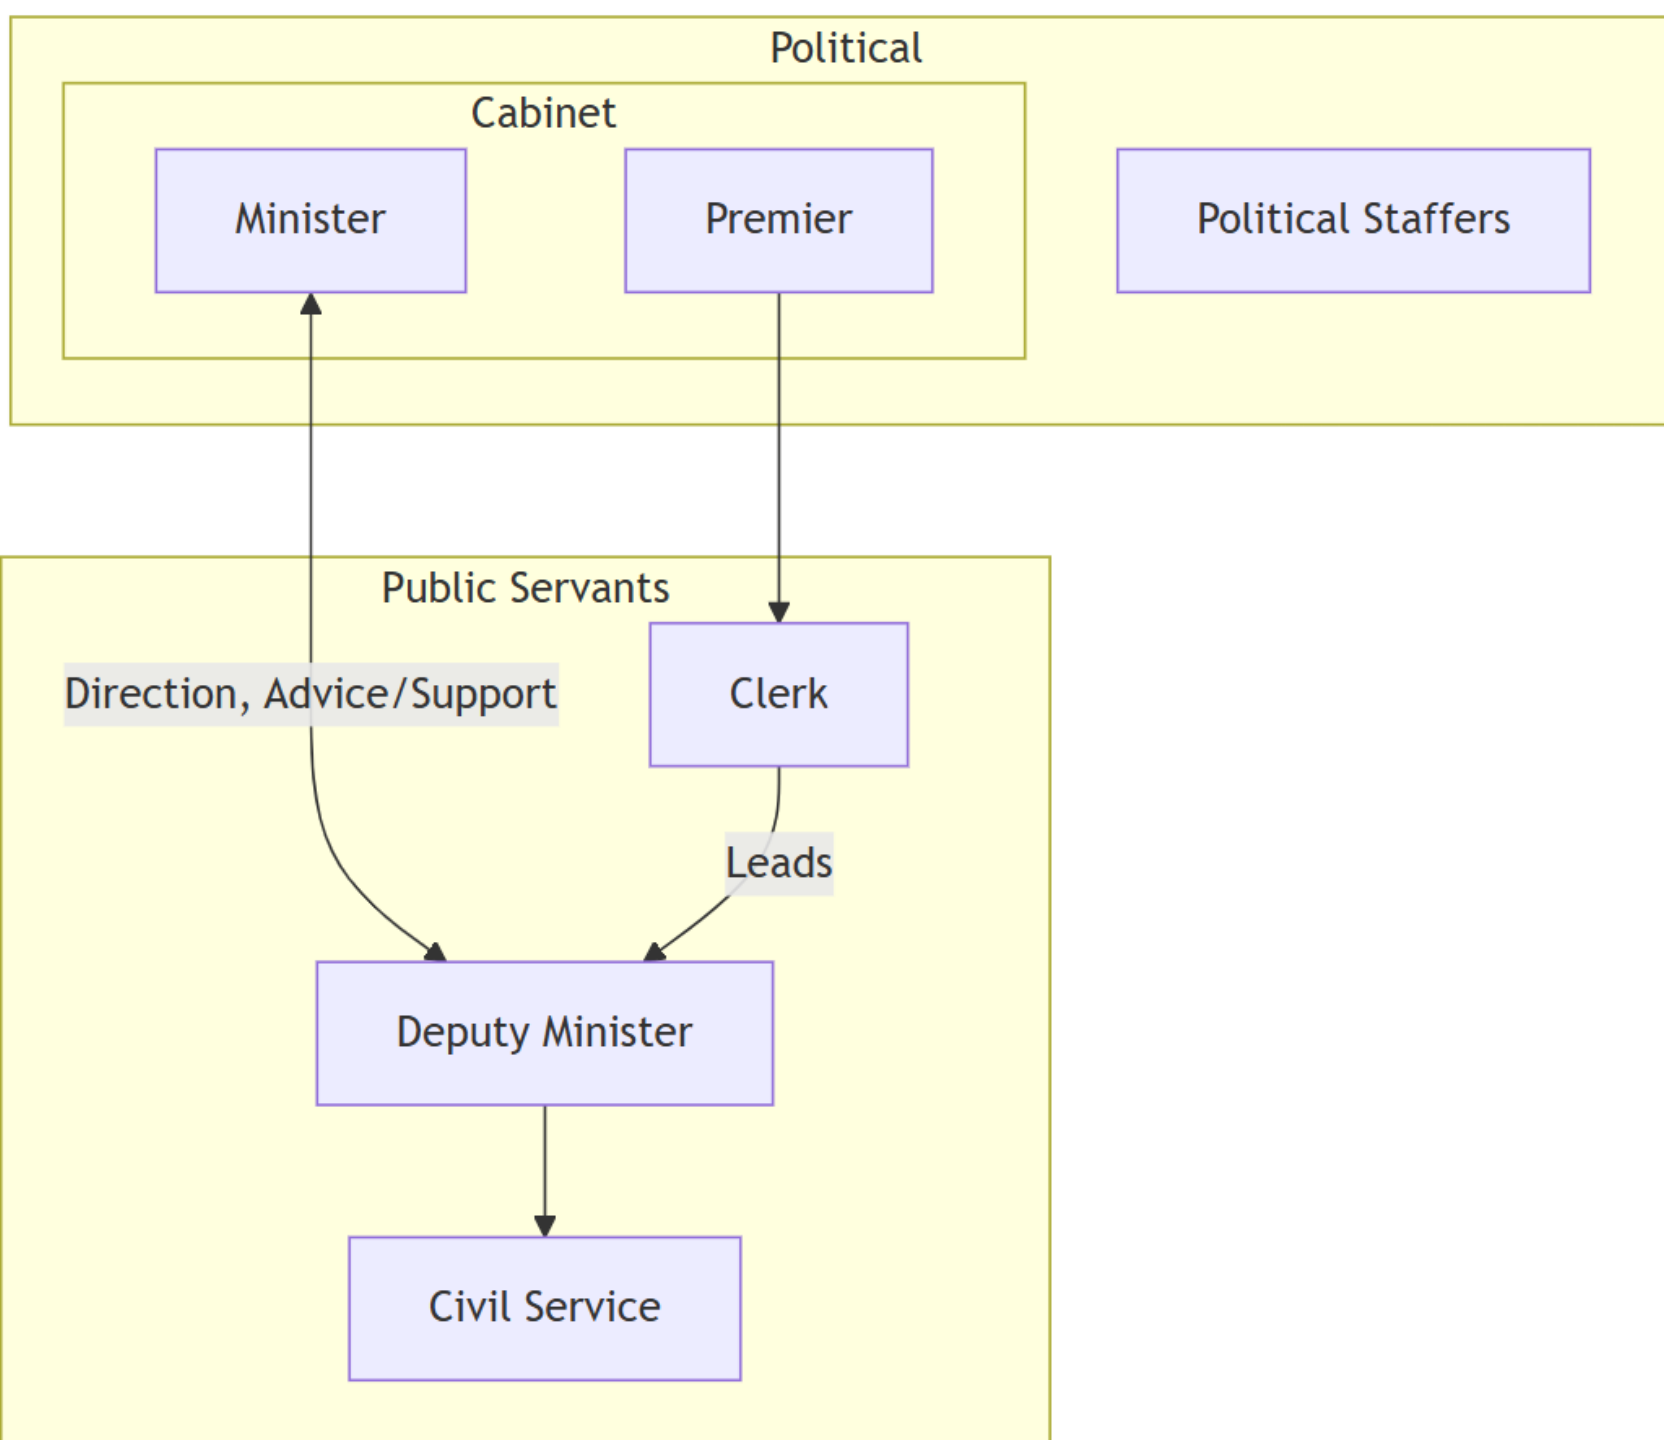 Political
Cabinet
Minister
Premier
Political Staffers
Public Servants
Direction, Advice/Support
Clerk
Leads
Deputy Minister
Civil Service